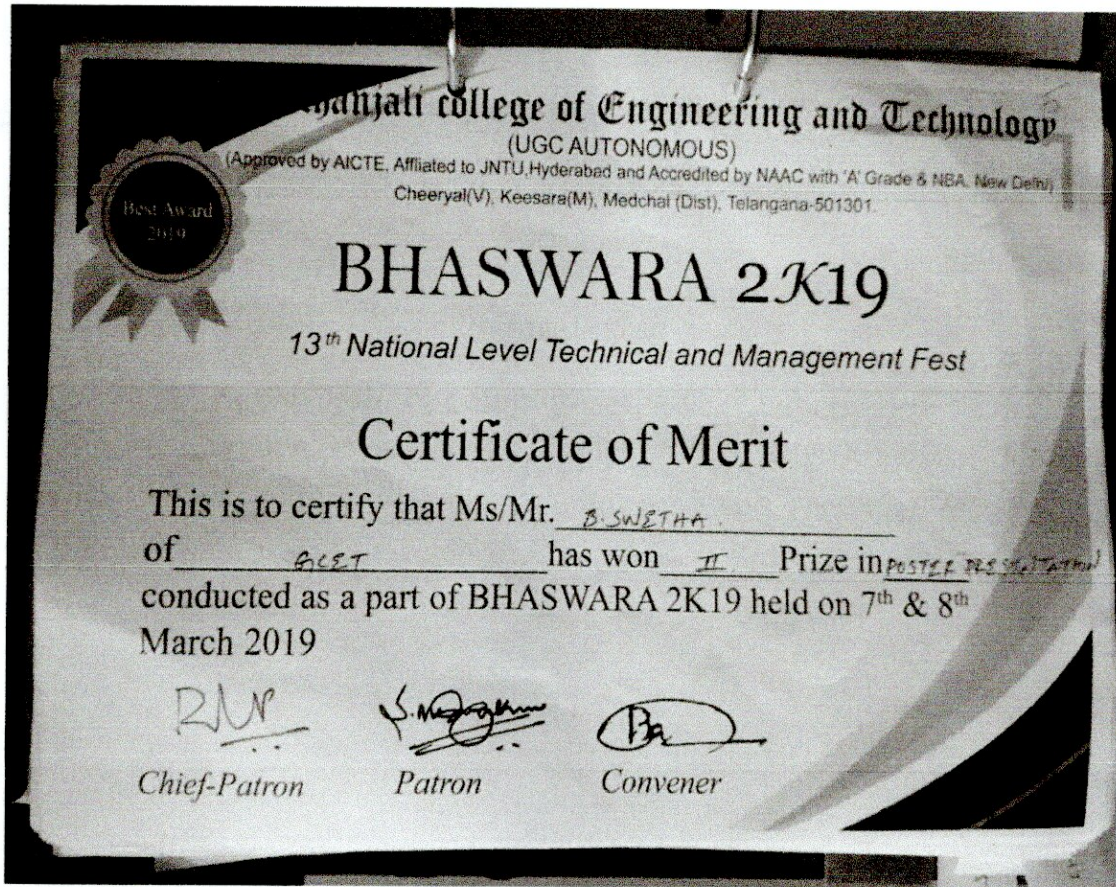 college of Engineering and Technology
(UGC AUTONOMOUS)
(Approved by AICTE, Affliated to JNTU,Hyderabad and Accredited by NAAC with 'A' Grade & NBA, New Delhi)
Cheeryal(V), Keesara(M), Medchal (Dist), Telangana-501301.
Best Award
2019
BHASWARA 2K19
13th National Level Technical and Management Fest
Certificate of Merit
This is to certify that Ms/Mr. B.SWETHA.
of GCET has won II Prize in POSTER PRESENTATION
conducted as a part of BHASWARA 2K19 held on 7th & 8th
March 2019
Chief-Patron Patron Convener